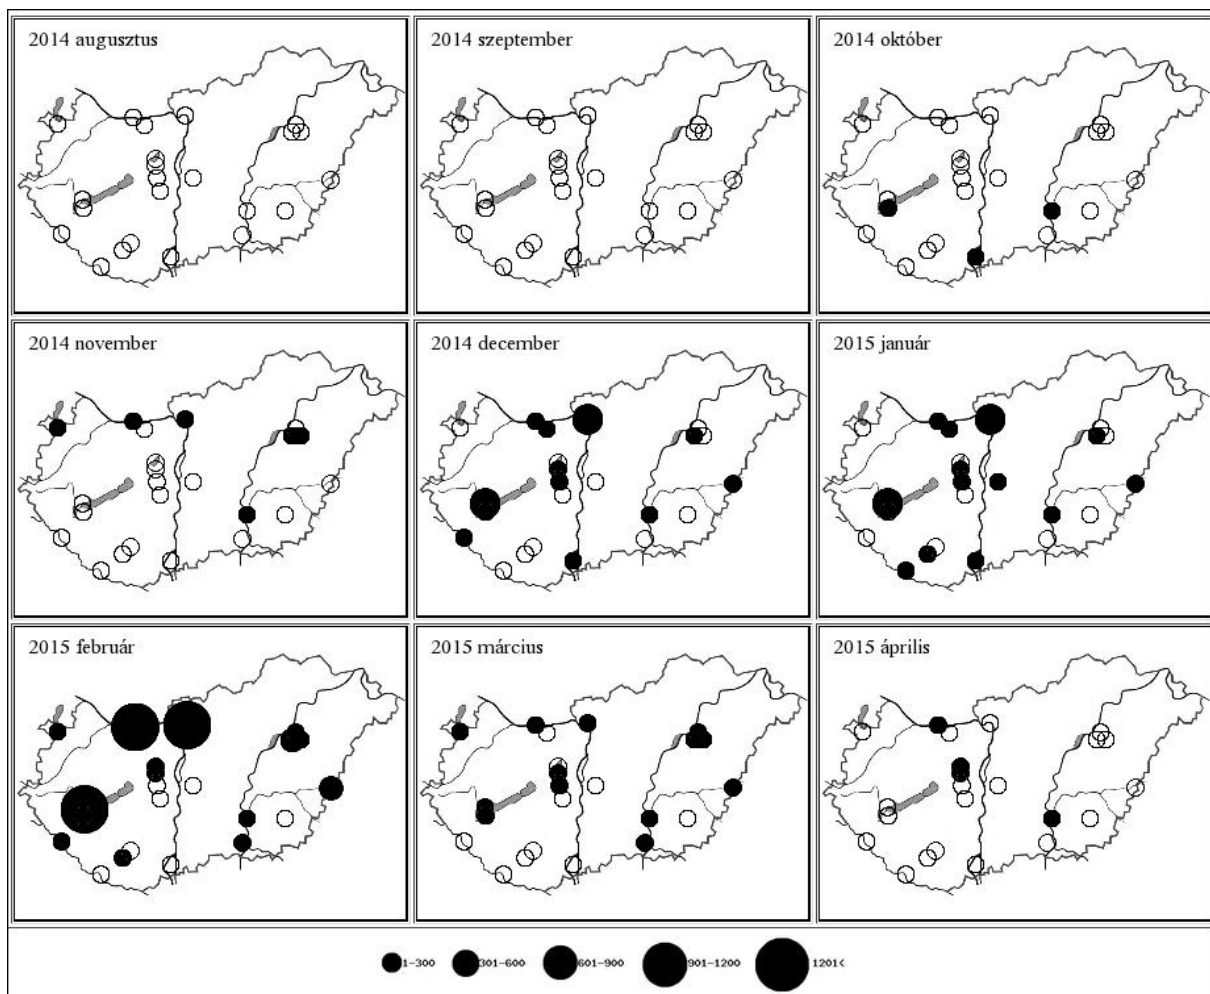 2014 augusztus
2014 szeptember
2014 október
2014 november
2014 december
2015 január
2015 február
2015 március
2015 április
1-300 301-600 601-900 901-1200 1201<